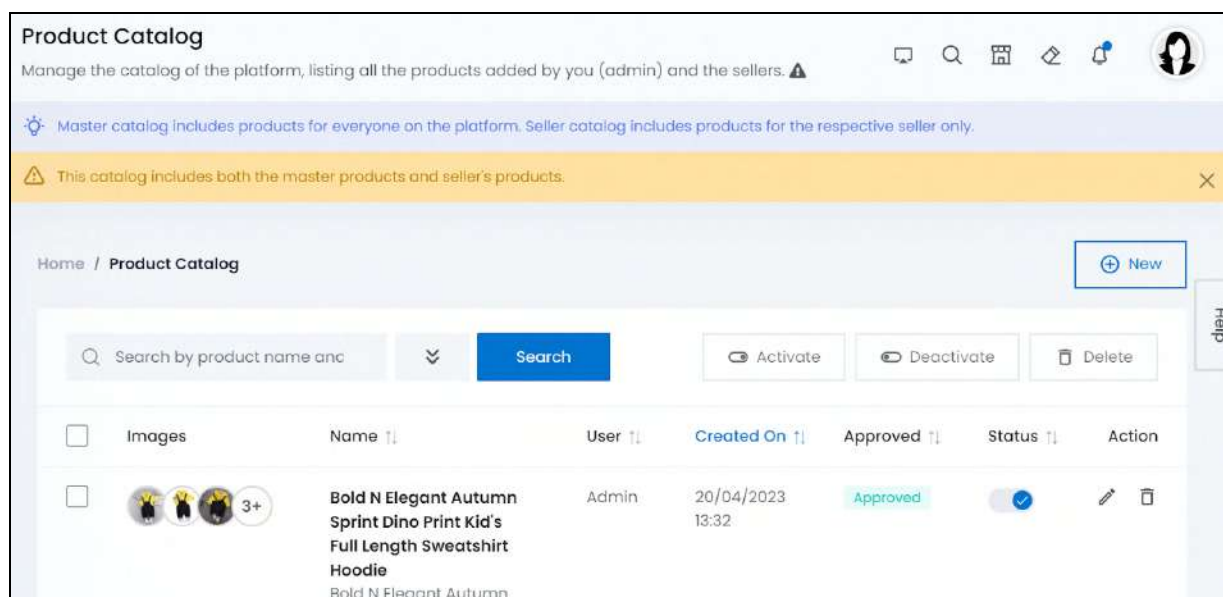 Product Catalog
Manage the catalog of the platform, listing all the products added by you (admin) and the sellers.
Master catalog includes products for everyone on the platform. Seller catalog includes products for the respective seller only.
This catalog includes both the master products and seller's products.
Home / Product Catalog
New
Help
Search by product name and
Search
Activate
Deactivate
Delete
Images Name User Created On Approved Status Action
3+
Bold N Elegant Autumn Admin 20/04/2023 Approved
Sprint Dino Print Kid's 13:32
Full Length Sweatshirt
Hoodie
Bold N Elegant Autumn